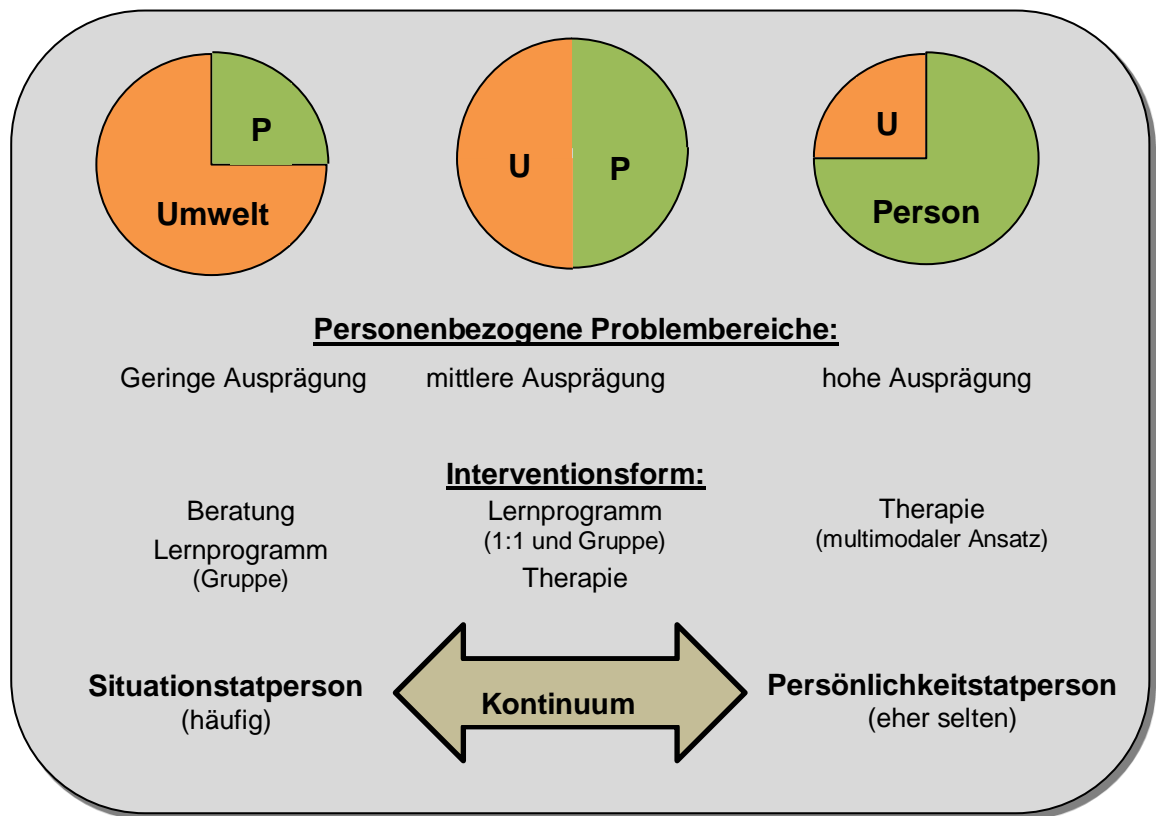 P
Umwelt
U
P
U
Person
Personenbezogene Problembereiche:
Geringe Ausprägung
mittlere Ausprägung
hohe Ausprägung
Interventionsform:
Beratung
Lernprogramm
(Gruppe)
Lernprogramm
(1:1 und Gruppe)
Therapie
Therapie
(multimodaler Ansatz)
Situationstatperson
(häufig)
Kontinuum
Persönlichkeitstatperson
(eher selten)